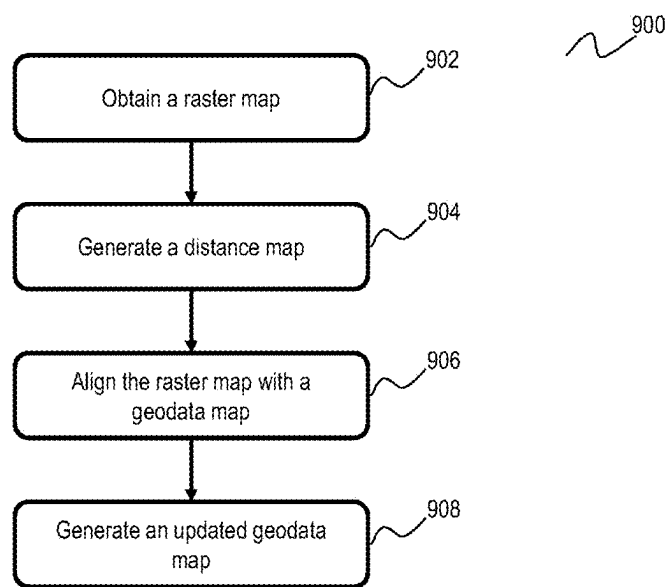 900
902
Obtain a raster map
904
Generate a distance map
906
Align the raster map with a
geodata map
908
Generate an updated geodata
map